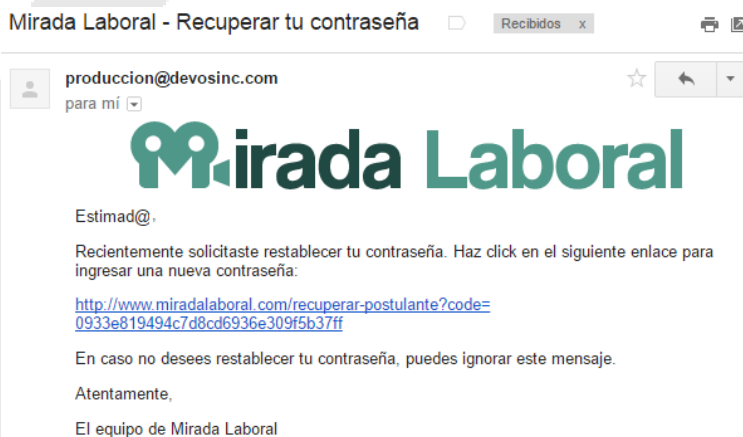 Mirada Laboral - Recuperar tu contraseña
Recibidos x
produccion@devosinc.com
para mí
Mirada Laboral
Estimad@,
Recientemente solicitaste restablecer tu contraseña. Haz click en el siguiente enlace para
ingresar una nueva contraseña:
http://www.miradalaboral.com/recuperar-postulante?code=
0933e819494c7d8cd6936e309f5b37ff
En caso no desees restablecer tu contraseña, puedes ignorar este mensaje.
Atentamente,
El equipo de Mirada Laboral